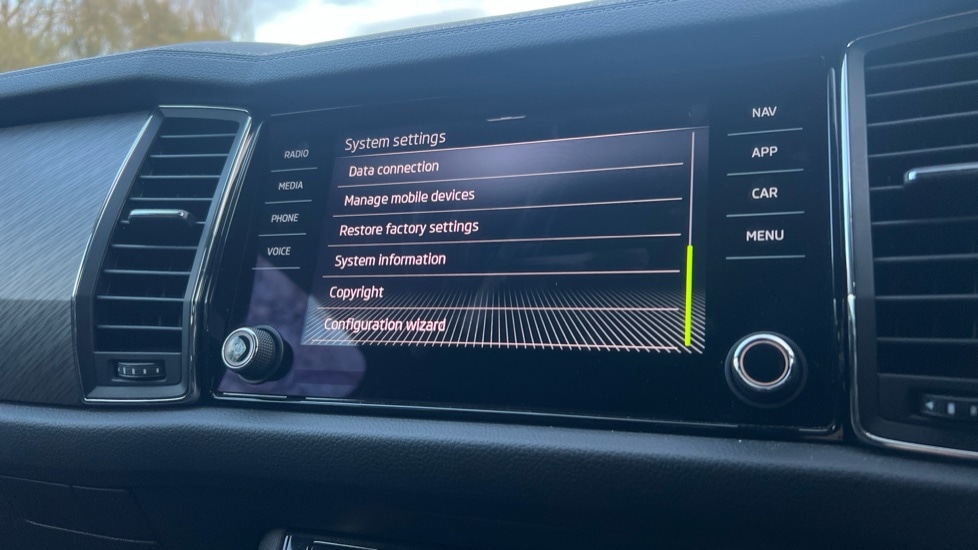 RADIO
MEDIA
PHONE
VOICE
System settings
Data connection
Manage mobile devices
Restore factory settings
System information
Copyright
Configuration wizard
NAV
APP
CAR
MENU